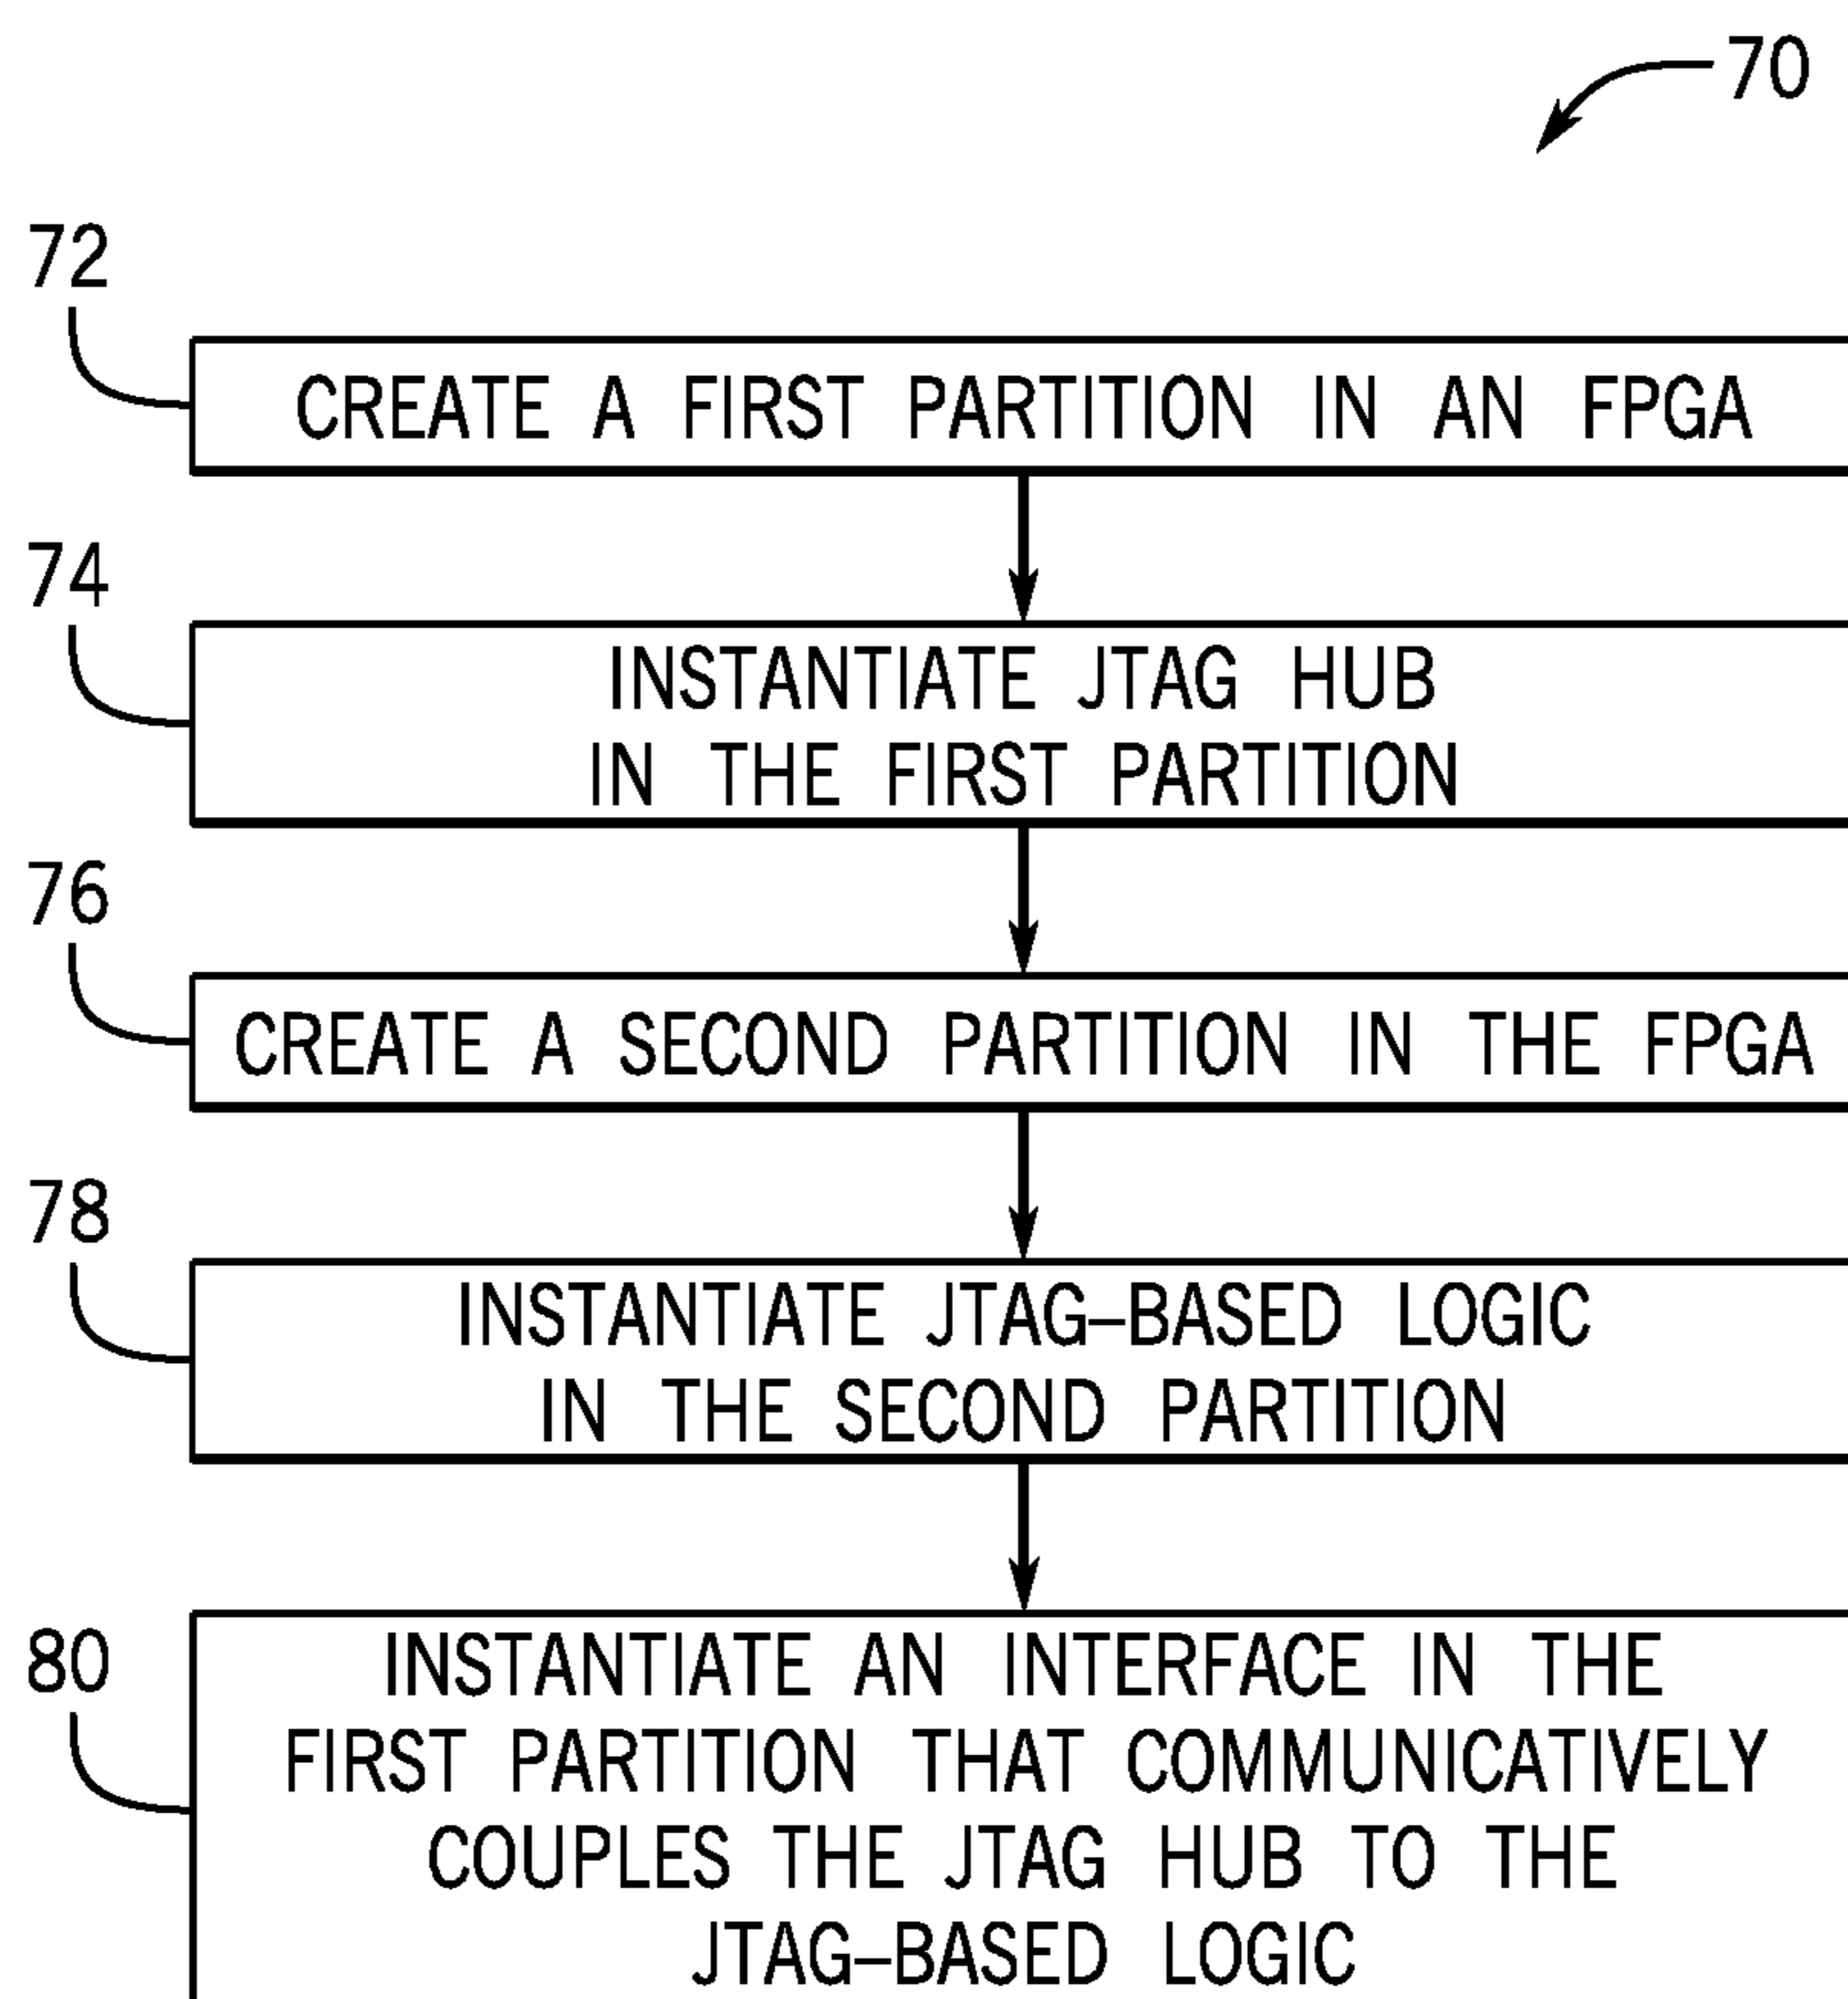 70
72
CREATE A FIRST PARTITION IN AN FPGA
74
INSTANTIATE JTAG HUB
IN THE FIRST PARTITION
76
CREATE A SECOND PARTITION IN THE FPGA
78
INSTANTIATE JTAG–BASED LOGIC
IN THE SECOND PARTITION
80
INSTANTIATE AN INTERFACE IN THE
FIRST PARTITION THAT COMMUNICATIVELY
COUPLES THE JTAG HUB TO THE
JTAG–BASED LOGIC